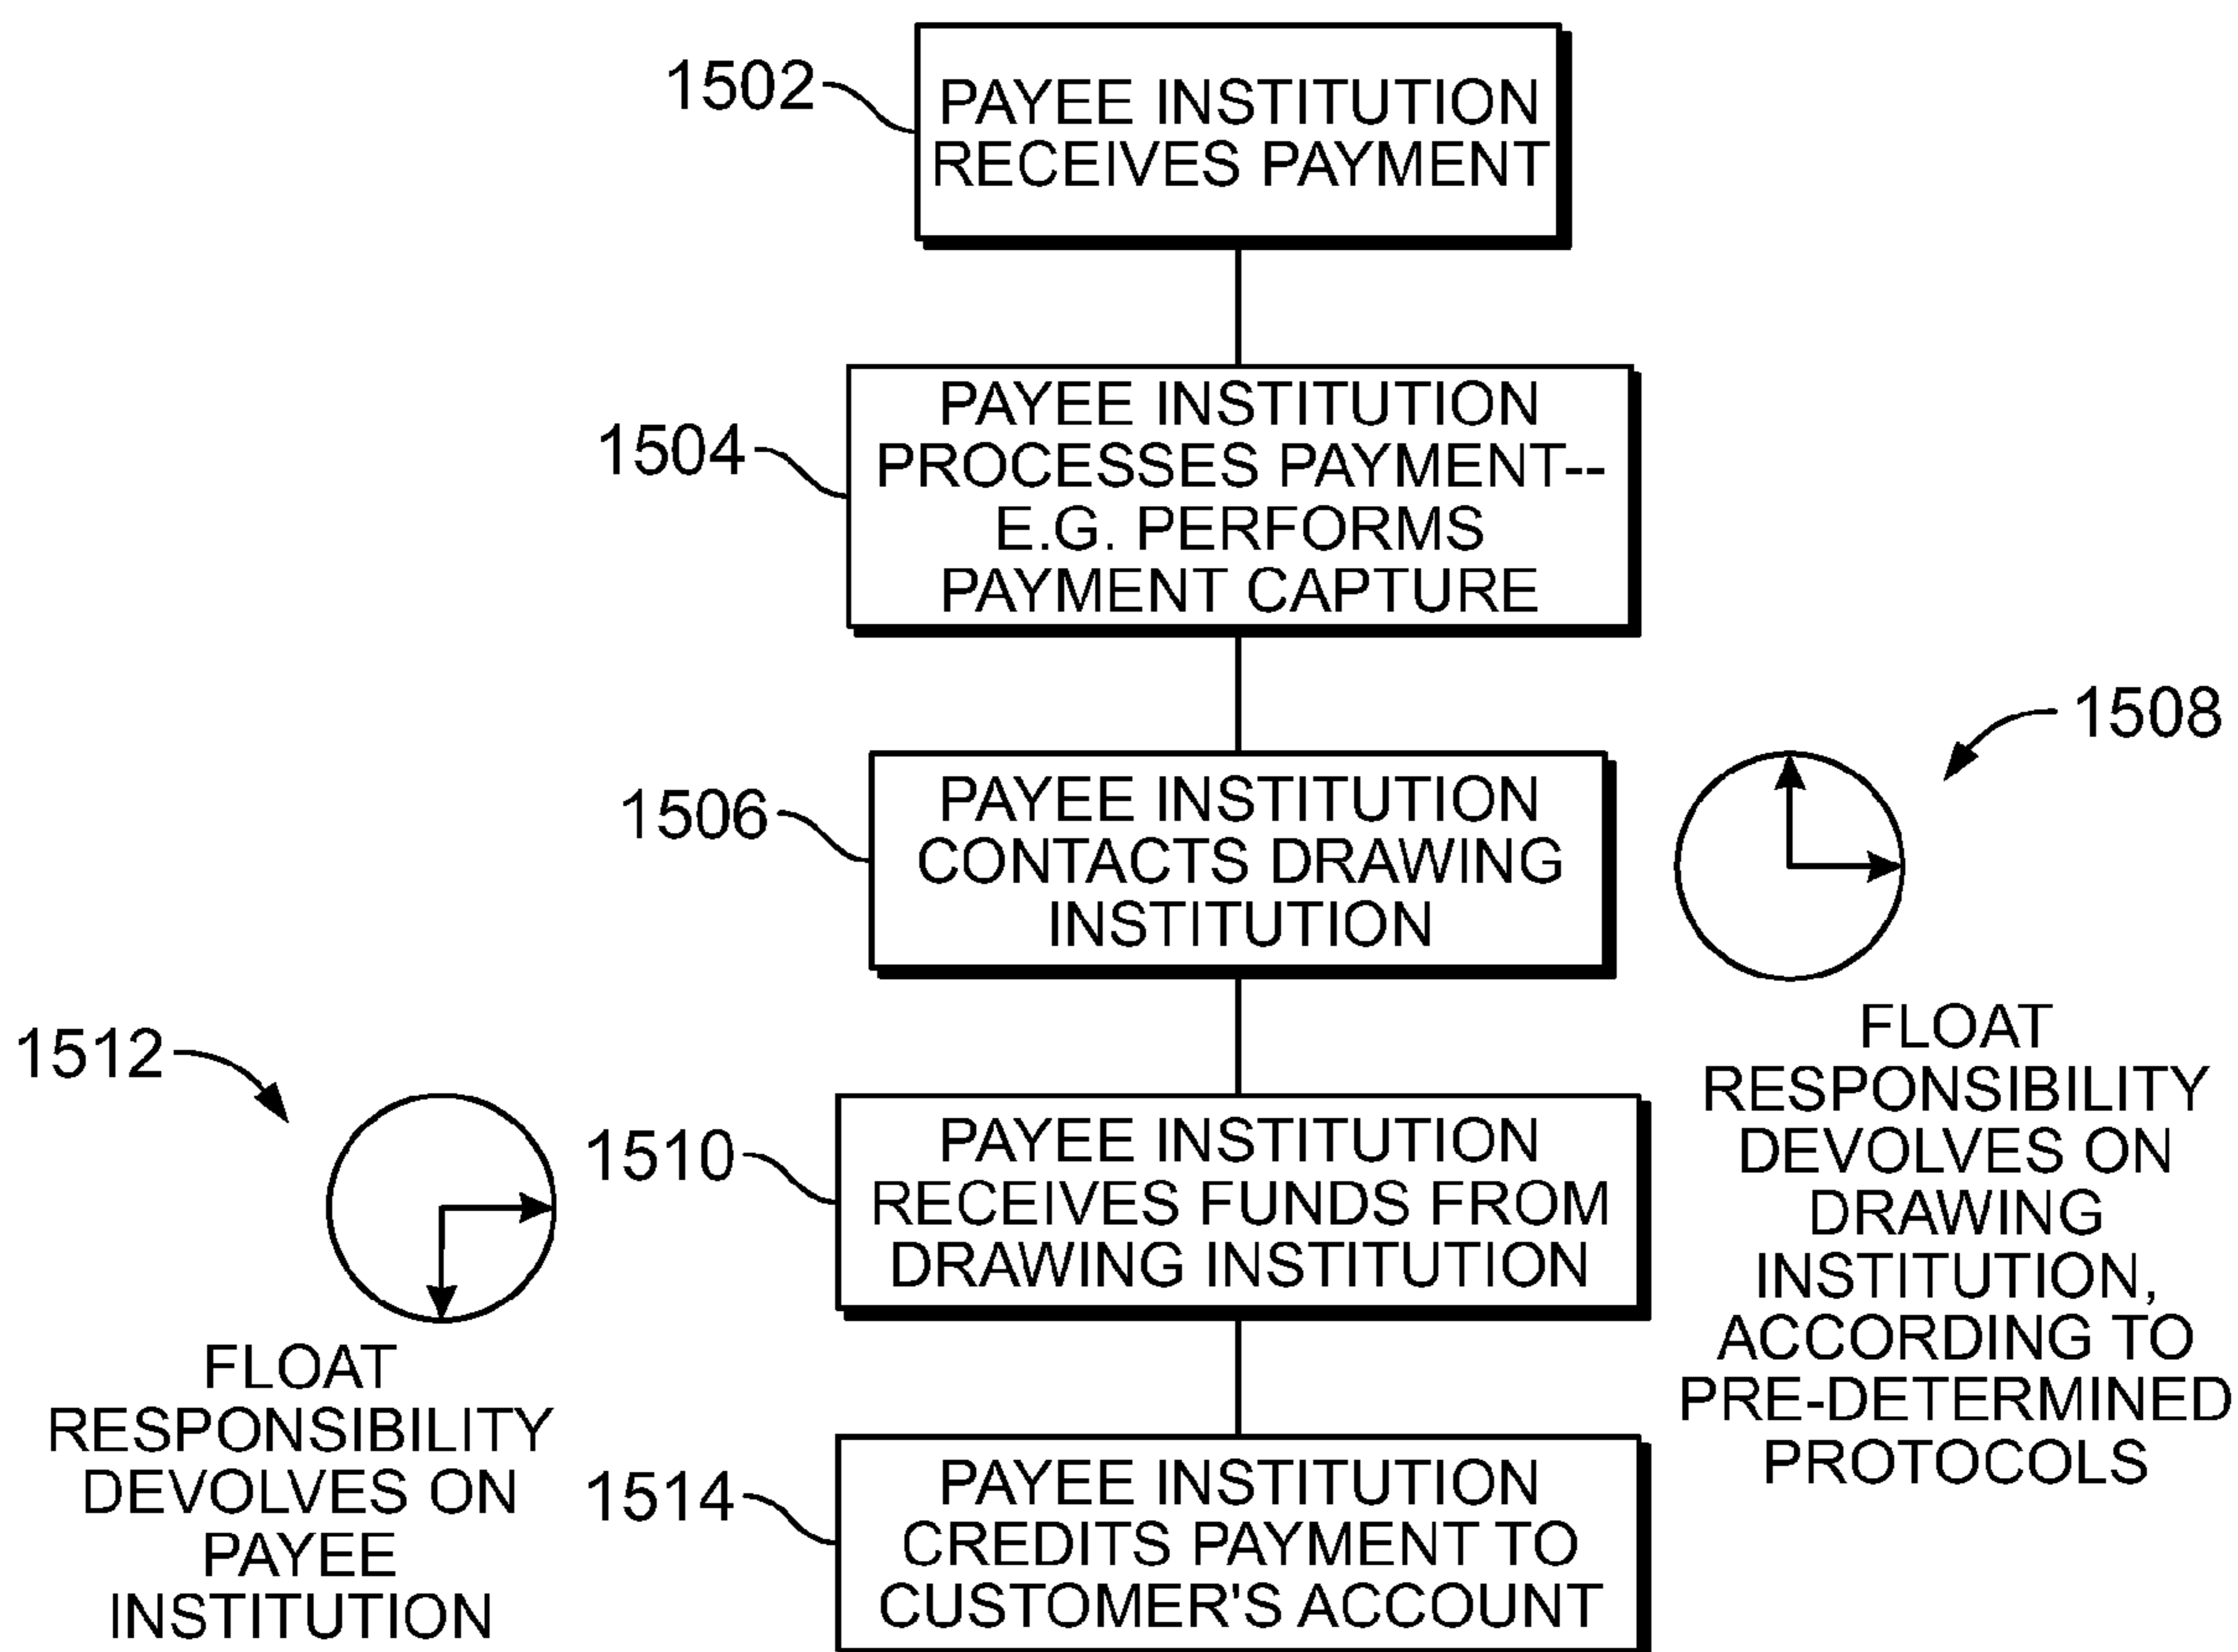 1502
PAYEE INSTITUTION
RECEIVES PAYMENT
1504
PAYEE INSTITUTION
PROCESSES PAYMENT--
E.G. PERFORMS
PAYMENT CAPTURE
1506
PAYEE INSTITUTION
CONTACTS DRAWING
INSTITUTION
1508
FLOAT
RESPONSIBILITY
DEVOLVES ON
DRAWING
INSTITUTION,
ACCORDING TO
PRE-DETERMINED
PROTOCOLS
1510
PAYEE INSTITUTION
RECEIVES FUNDS FROM
DRAWING INSTITUTION
1512
FLOAT
RESPONSIBILITY
DEVOLVES ON
PAYEE
INSTITUTION
1514
PAYEE INSTITUTION
CREDITS PAYMENT TO
CUSTOMER'S ACCOUNT